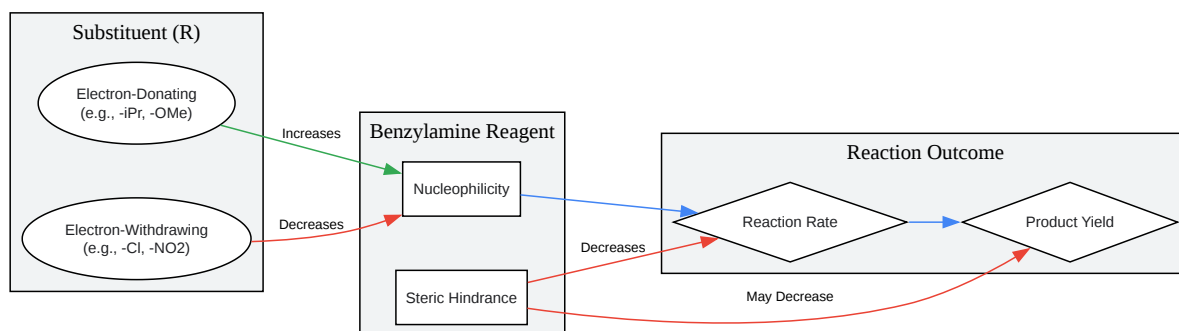 Substituent (R)
Electron-Donating
(e.g., -iPr, -OMe)
Electron-Withdrawing
(e.g., -Cl, -NO2)
Increases
Decreases
Benzylamine Reagent
Nucleophilicity
Steric Hindrance
Decreases
May Decrease
Reaction Outcome
Reaction Rate
Product Yield